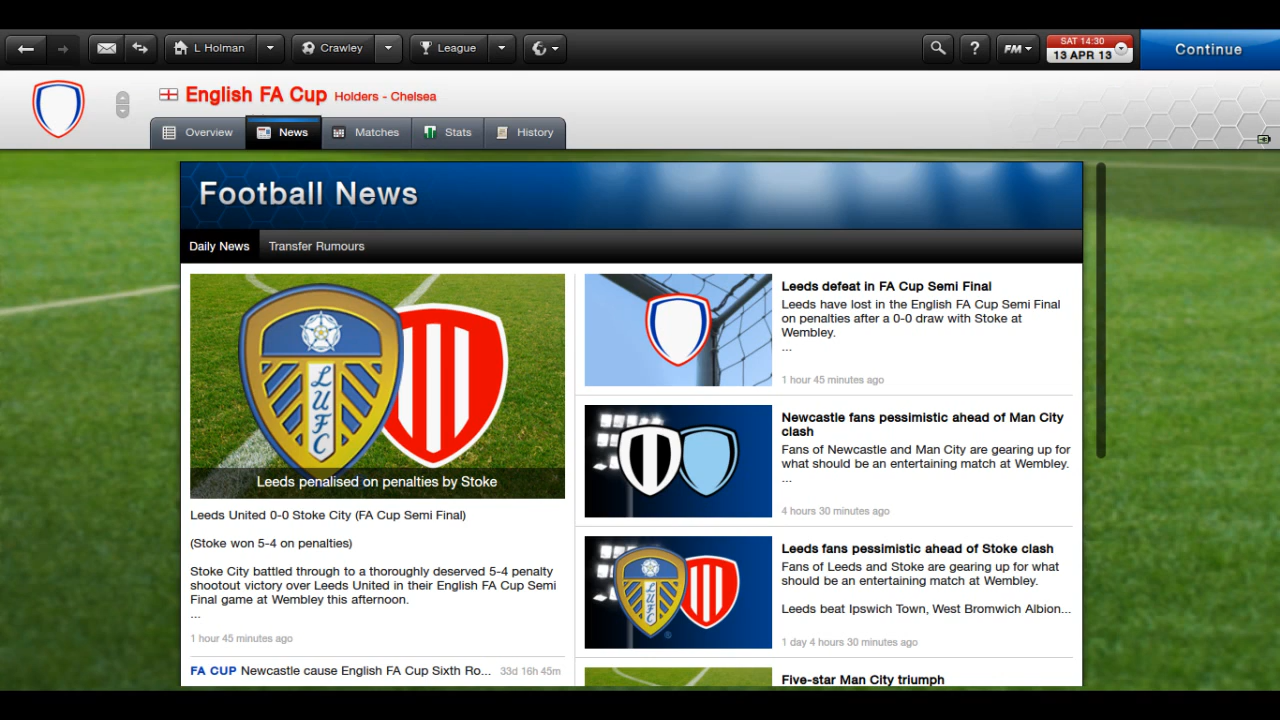 L Holman
Crawley
League
?
FM
SAT 14:30
13 APR 13
Continue
English FA Cup Holders - Chelsea
Overview
News
Matches
Stats
History
Football News
Daily News
Transfer Rumours
LUFC
Leeds penalised on penalties by Stoke
Leeds United 0-0 Stoke City (FA Cup Semi Final)
(Stoke won 5-4 on penalties)
Stoke City battled through to a thoroughly deserved 5-4 penalty
shootout victory over Leeds United in their English FA Cup Semi
Final game at Wembley this afternoon.
...
1 hour 45 minutes ago
FA CUP Newcastle cause English FA Cup Sixth Ro... 33d 16h 45m
Leeds defeat in FA Cup Semi Final
Leeds have lost in the English FA Cup Semi Final
on penalties after a 0-0 draw with Stoke at
Wembley.
...
1 hour 45 minutes ago
Newcastle fans pessimistic ahead of Man City
clash
Fans of Newcastle and Man City are gearing up for
what should be an entertaining match at Wembley.
...
4 hours 30 minutes ago
LUFC
Leeds fans pessimistic ahead of Stoke clash
Fans of Leeds and Stoke are gearing up for what
should be an entertaining match at Wembley.
Leeds beat Ipswich Town, West Bromwich Albion...
1 day 4 hours 30 minutes ago
Five-star Man City triumph